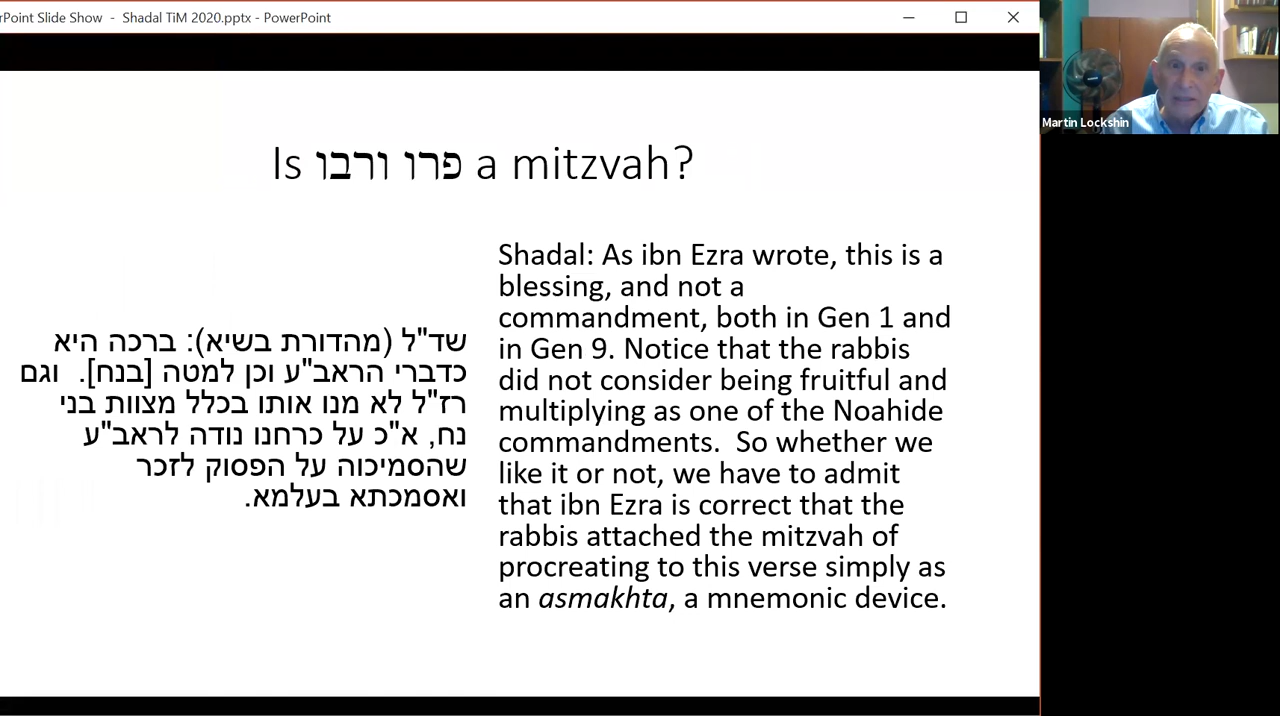 rPoint Slide Show - Shadal TiM 2020.pptx - PowerPoint
Martin Lockshin
Is פרו ורבו a mitzvah?
שד"ל (מהדורת בשיא): ברכה היא
כדברי הראב"ע וכן למטה [בנח]. וגם
רז"ל לא מנו אותו בכלל מצוות בני
נח, א"כ על כרחנו נודה לראב"ע
שהסמיכוה על הפסוק לזכר
ואסמכתא בעלמא.
Shadal: As ibn Ezra wrote, this is a
blessing, and not a
commandment, both in Gen 1 and
in Gen 9. Notice that the rabbis
did not consider being fruitful and
multiplying as one of the Noahide
commandments. So whether we
like it or not, we have to admit
that ibn Ezra is correct that the
rabbis attached the mitzvah of
procreating to this verse simply as
an asmakhta, a mnemonic device.